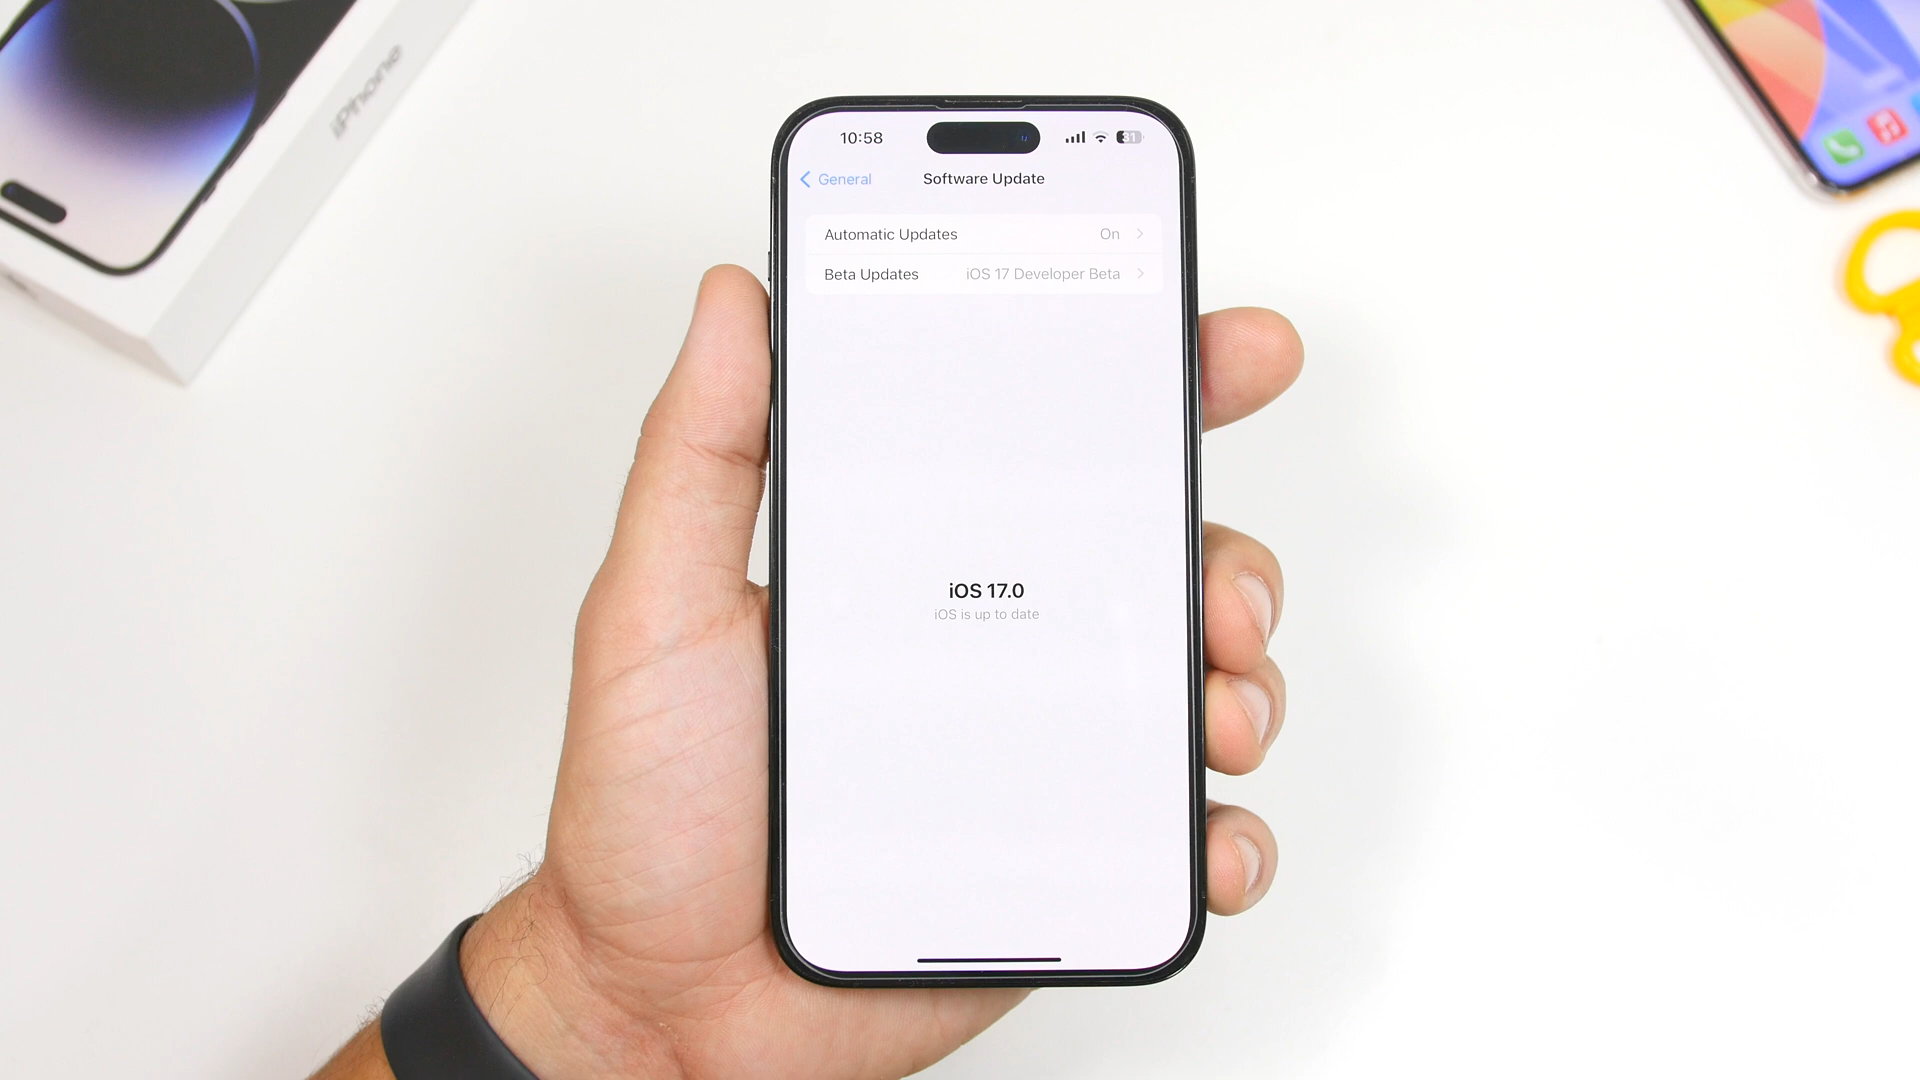 iPhone
10:58
31
General
Software Update
Automatic Updates On
Beta Updates iOS 17 Developer Beta
iOS 17.0
iOS is up to date